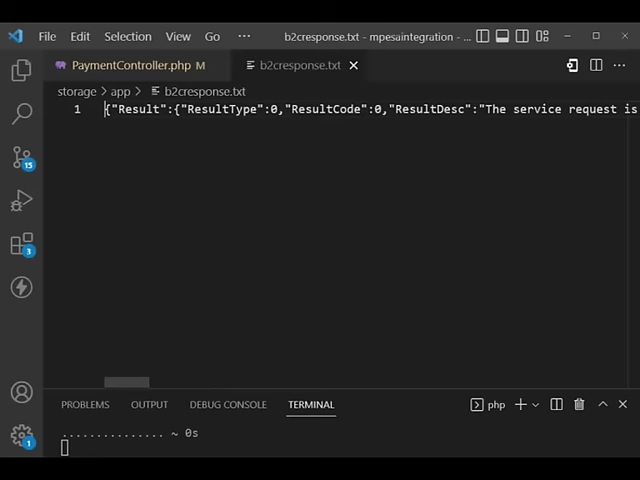 File Edit Selection View Go ··· b2cresponse.txt - mpesaintegration - ...
PaymentController.php M b2cresponse.txt
storage > app > b2cresponse.txt
1 {"Result":{"ResultType":0,"ResultCode":0,"ResultDesc":"The service request is
15
3
1
PROBLEMS OUTPUT DEBUG CONSOLE TERMINAL php
............... ~ 0s